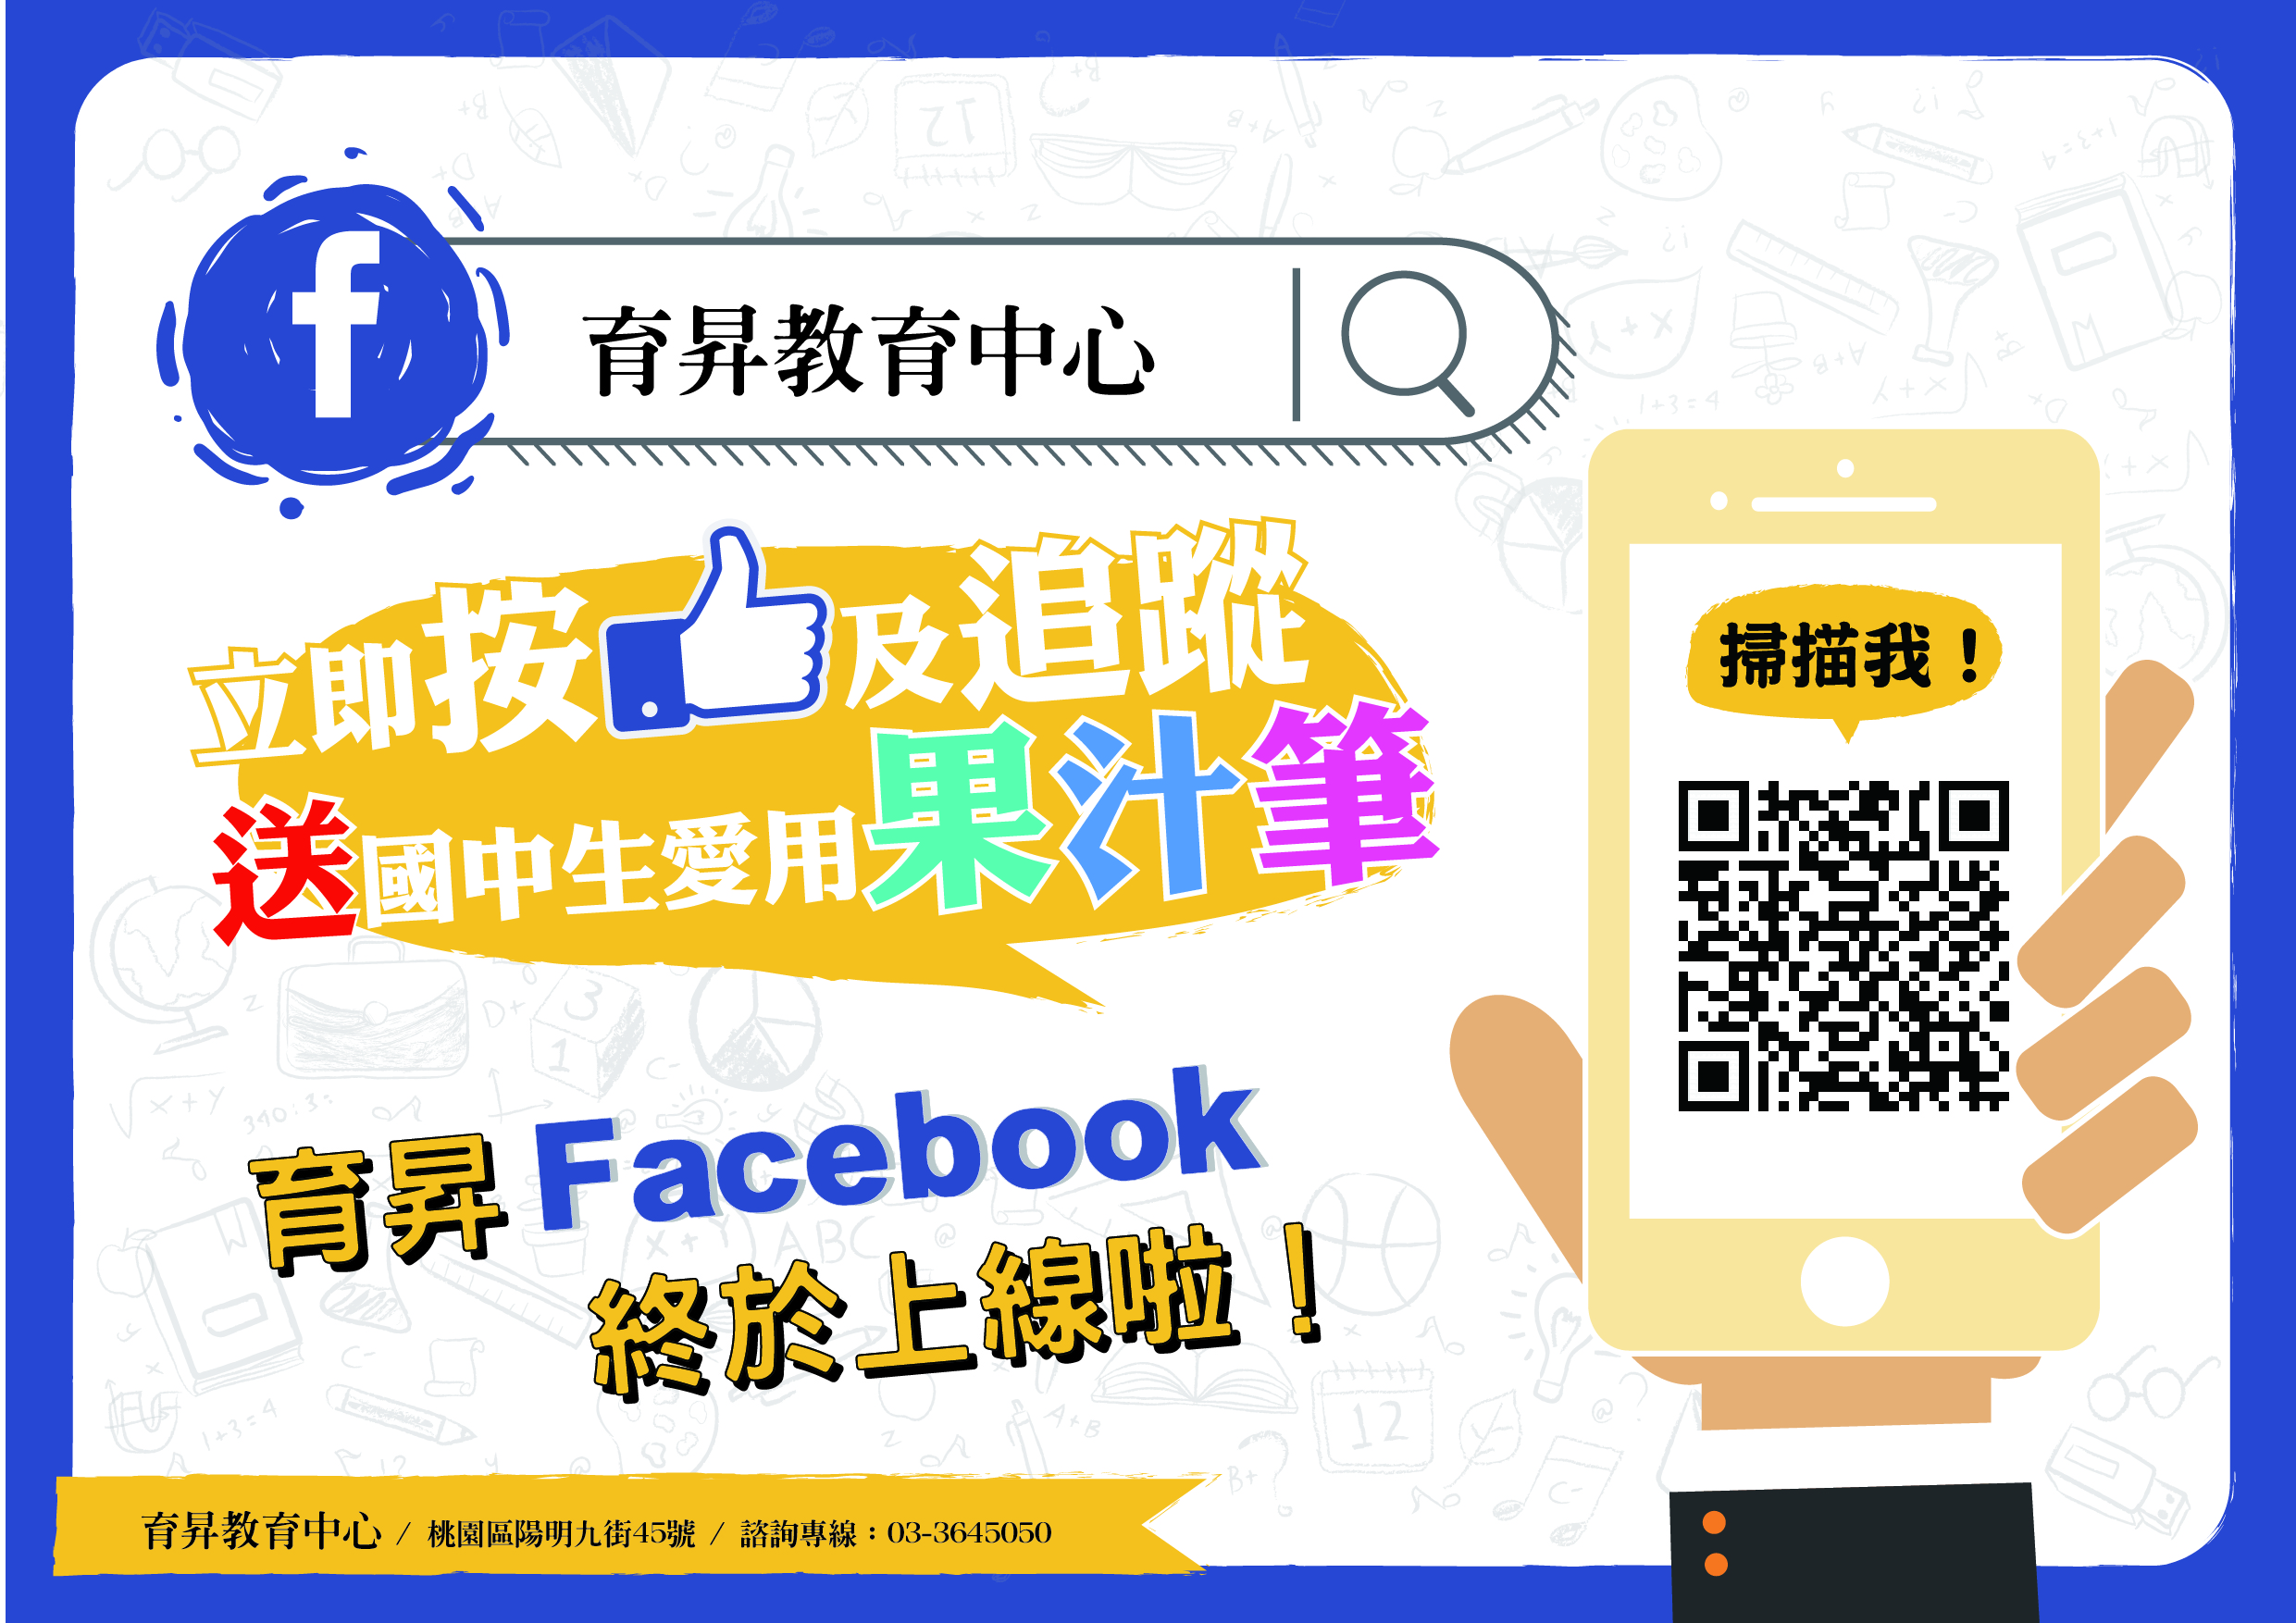 f
育昇教育中心
立即按 及追蹤
送國中生愛用果汁筆
掃描我！
育昇 Facebook
終於上線啦！
育昇教育中心 / 桃園區陽明九街45號 / 諮詢專線：03-3645050